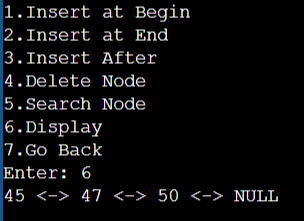 1.Insert at Begin
2.Insert at End
3.Insert After
4.Delete Node
5.Search Node
6.Display
7.Go Back
Enter: 6
45 <-> 47 <-> 50 <-> NULL